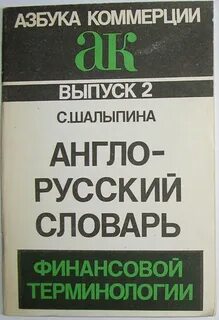 АЗБУКА КОММЕРЦИИ
ак
ВЫПУСК 2
С.ШАЛЫПИНА
АНГЛО-
РУССКИЙ
СЛОВАРЬ
ФИНАНСОВОЙ
ТЕРМИНОЛОГИИ